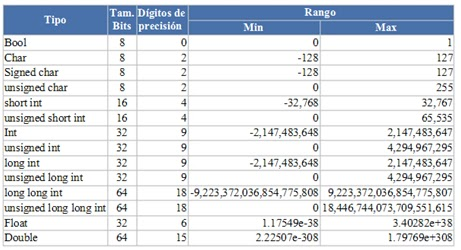 Tipo Tam. Bits Dígitos de precisión Rango
Min Max
Bool 8 0 0 1
Char 8 2 -128 127
Signed char 8 2 -128 127
unsigned char 8 2 0 255
short int 16 4 -32,768 32,767
unsigned short int 16 4 0 65,535
Int 32 9 -2,147,483,648 2,147,483,647
unsigned int 32 9 0 4,294,967,295
long int 32 9 -2,147,483,648 2,147,483,647
unsigned long int 32 9 0 4,294,967,295
long long int 64 18 -9,223,372,036,854,775,808 9,223,372,036,854,775,807
unsigned long long int 64 18 0 18,446,744,073,709,551,615
Float 32 6 1.17549e-38 3.40282e+38
Double 64 15 2.22507e-308 1.79769e+308